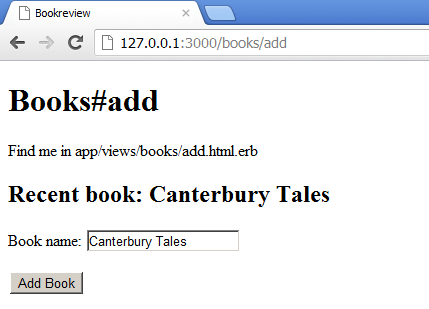 Bookreview
127.0.0.1:3000/books/add
Books#add
Find me in app/views/books/add.html.erb
Recent book: Canterbury Tales
Book name: Canterbury Tales
Add Book